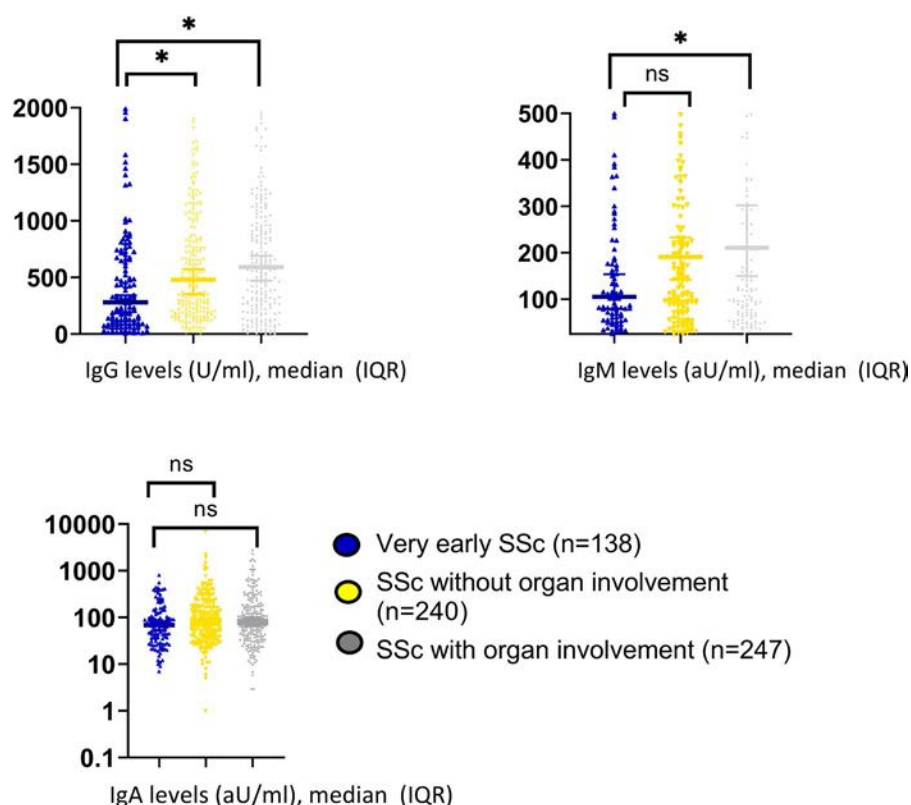 *
*
2000
1500
1000
500
0
IgG levels (U/ml), median (IQR)
*
ns
500
400
300
200
100
IgM levels (aU/ml), median (IQR)
ns
ns
10000
1000
100
10
1
0.1
IgA levels (aU/ml), median (IQR)
Very early SSc (n=138)
SSc without organ involvement
(n=240)
SSc with organ involvement (n=247)